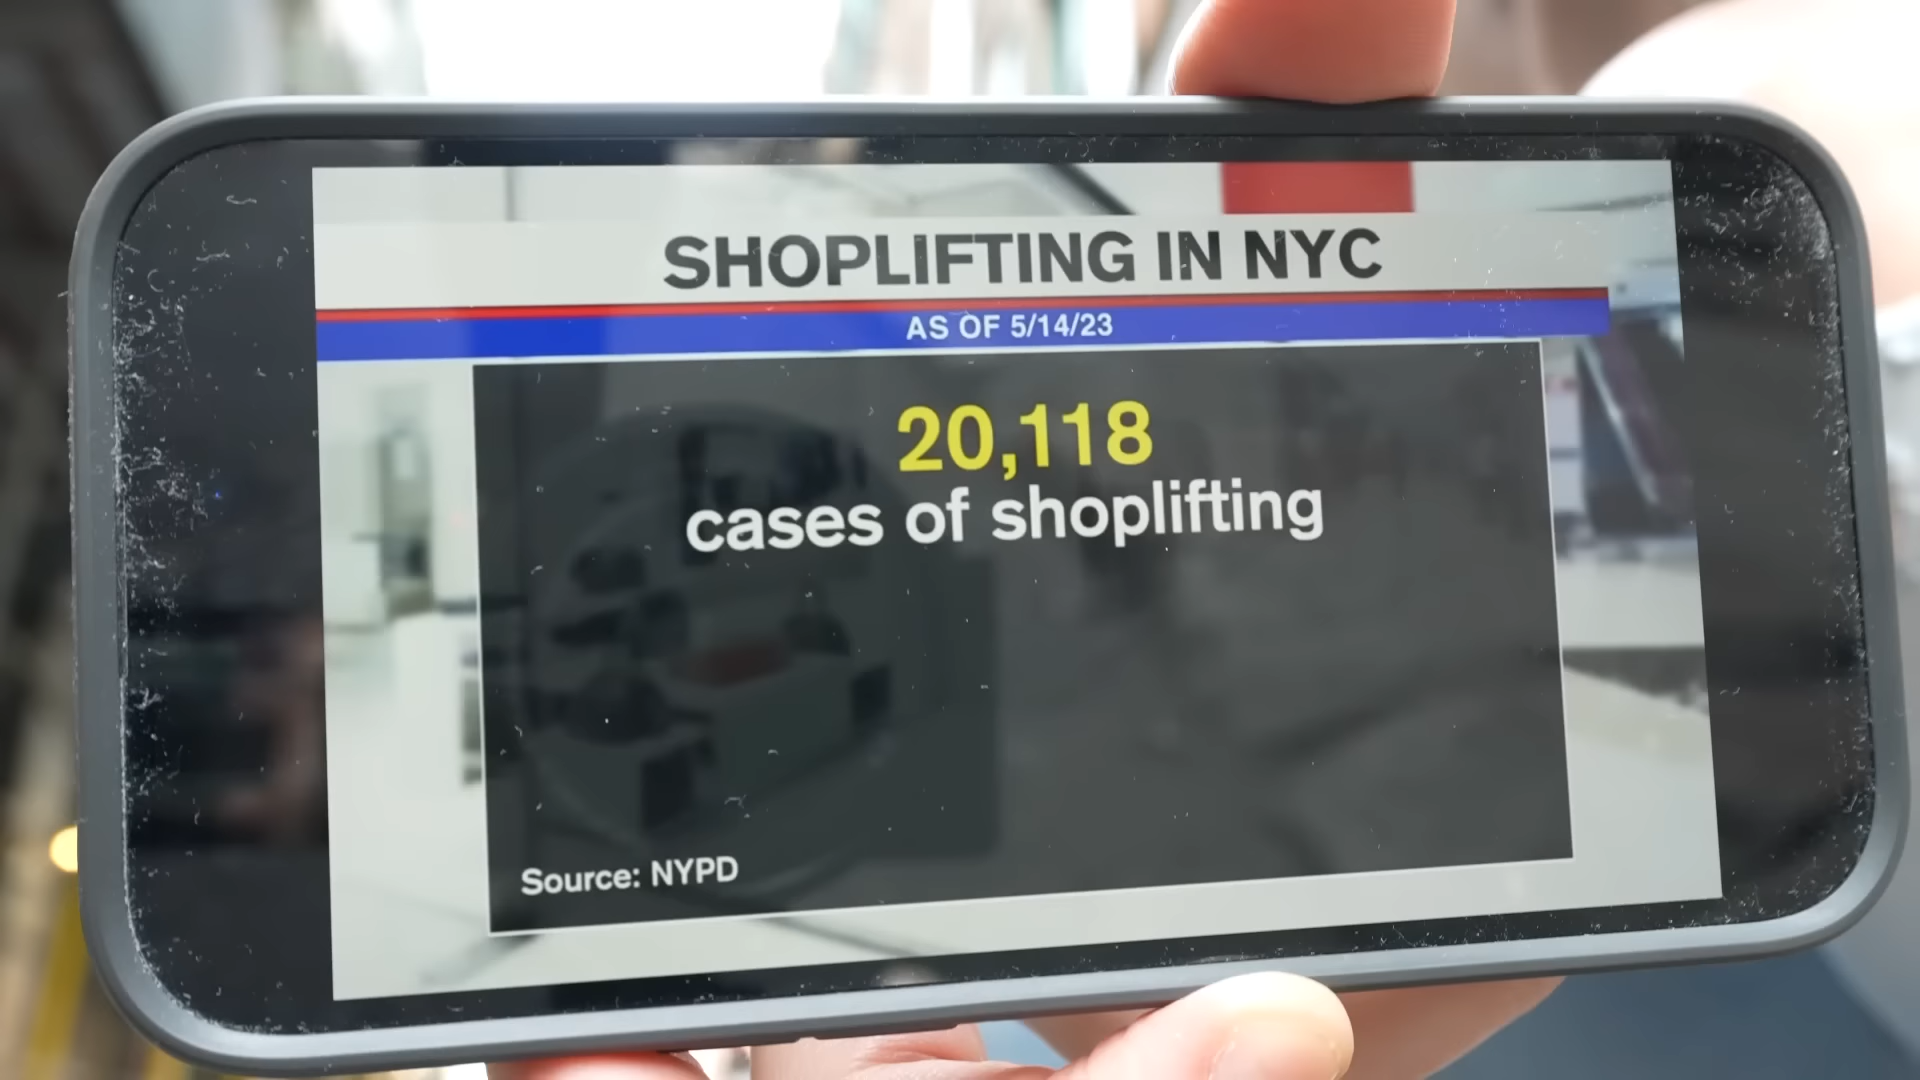 SHOPLIFTING IN NYC
AS OF 5/14/23
20,118
cases of shoplifting
Source: NYPD